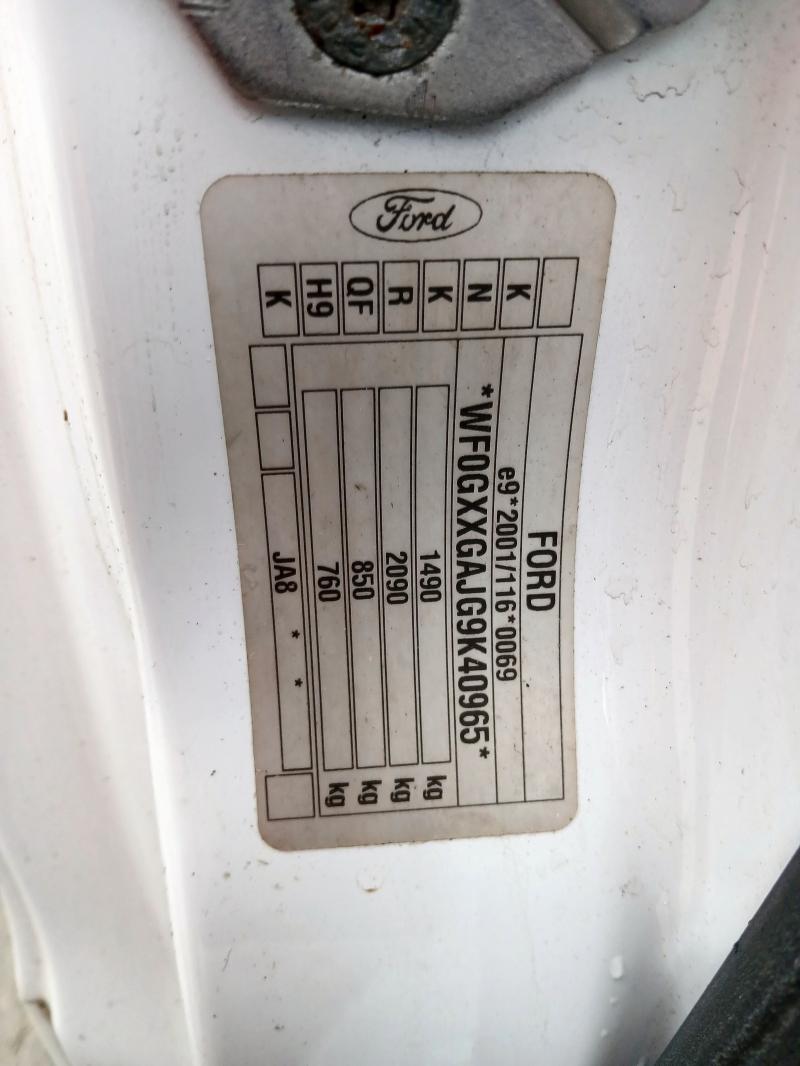 Ford
K N K R QF H9 K
FORD
e9*2001/116*0069
*WF0GXXGAJG9K40965*
1490 kg
2090 kg
850 kg
760 kg
JA8 * *